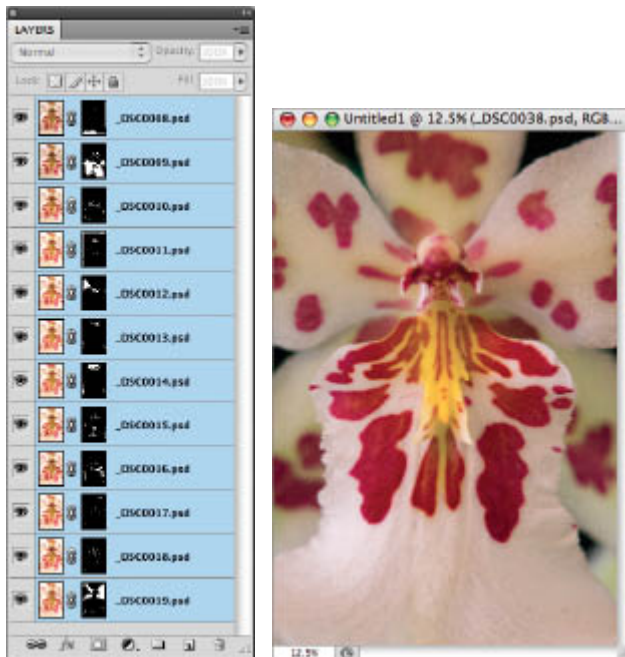 LAYERS
Normal Opacity:
Lock: Fill:
_DSC0008.psd
_DSC0009.psd
_DSC0010.psd
_DSC0011.psd
_DSC0012.psd
_DSC0013.psd
_DSC0014.psd
_DSC0015.psd
_DSC0016.psd
_DSC0017.psd
_DSC0018.psd
_DSC0019.psd
fx
Untitled1 @ 12.5% (_DSC0038.psd, RGB...
12.5%